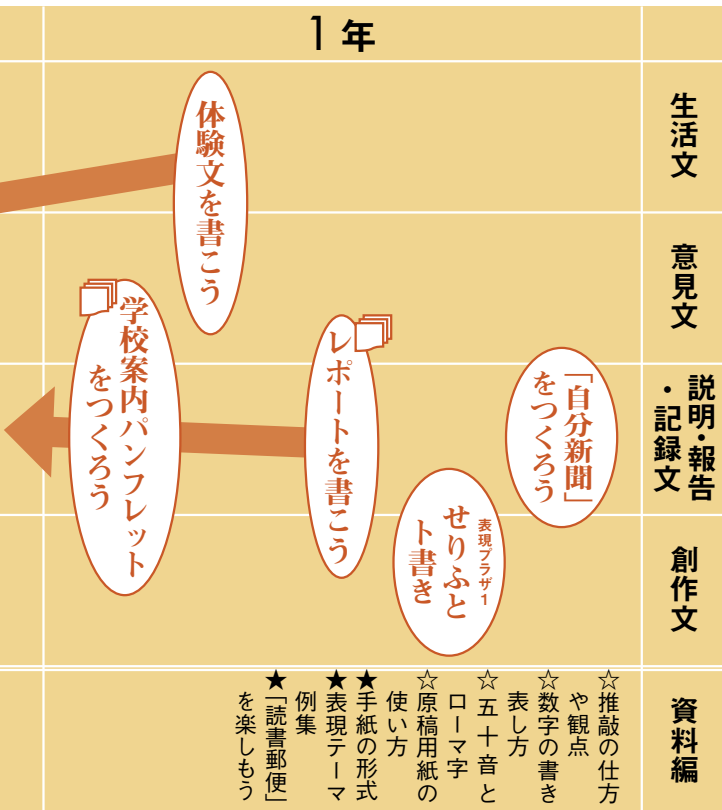 1年
生活文
意見文
説明・報告
・記録文
創作文
資料編
「自分新聞」
をつくろう
表現プラザ1
せりふと
ト書き
レポートを書こう
体験文を書こう
学校案内パンフレット
をつくろう
☆推敲の仕方
や観点
☆数字の書き
表し方
☆五十音と
ローマ字
☆原稿用紙の
使い方
★手紙の形式
★表現テーマ
例集
★「読書郵便」
を楽しもう